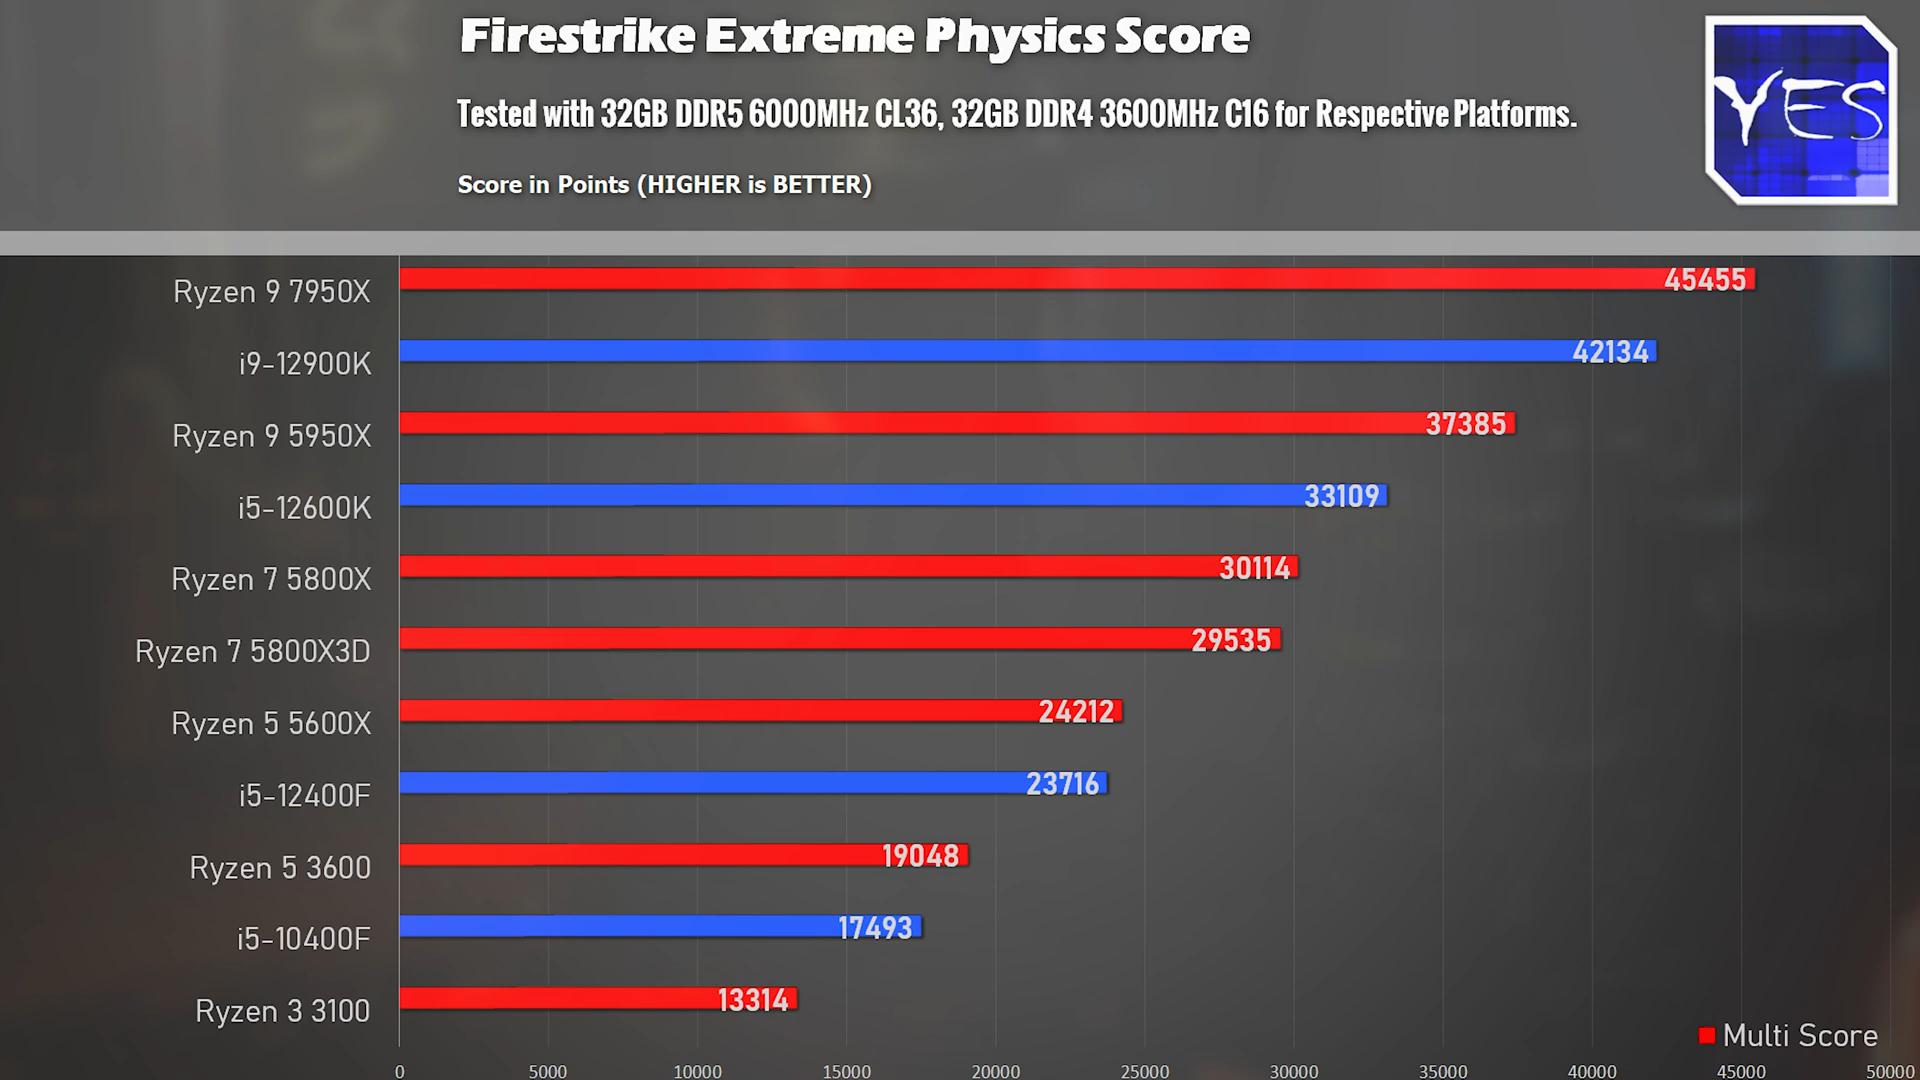 Firestrike Extreme Physics Score
Tested with 32GB DDR5 6000MHz CL36, 32GB DDR4 3600MHz C16 for Respective Platforms.
Score in Points (HIGHER is BETTER)
YES
Ryzen 9 7950X 45455
i9-12900K 42134
Ryzen 9 5950X 37385
i5-12600K 33109
Ryzen 7 5800X 30114
Ryzen 7 5800X3D 29535
Ryzen 5 5600X 24212
i5-12400F 23716
Ryzen 5 3600 19048
i5-10400F 17493
Ryzen 3 3100 13314
Multi Score
0 5000 10000 15000 20000 25000 30000 35000 40000 45000 50000